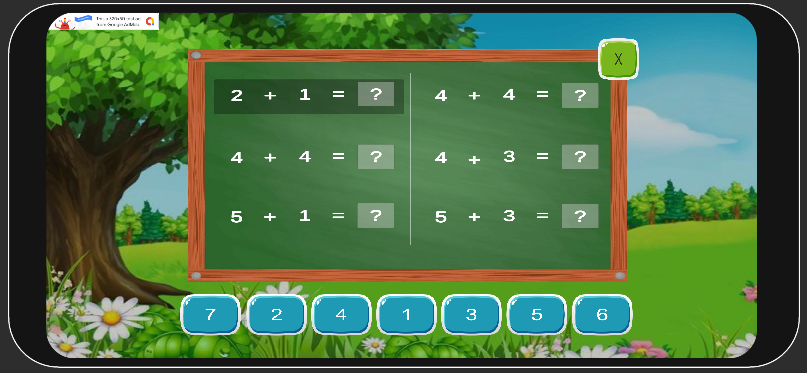 X
2 + 1 = ?
4 + 4 = ?
5 + 1 = ?
4 + 4 = ?
4 + 3 = ?
5 + 3 = ?
7 2 4 1 3 5 6